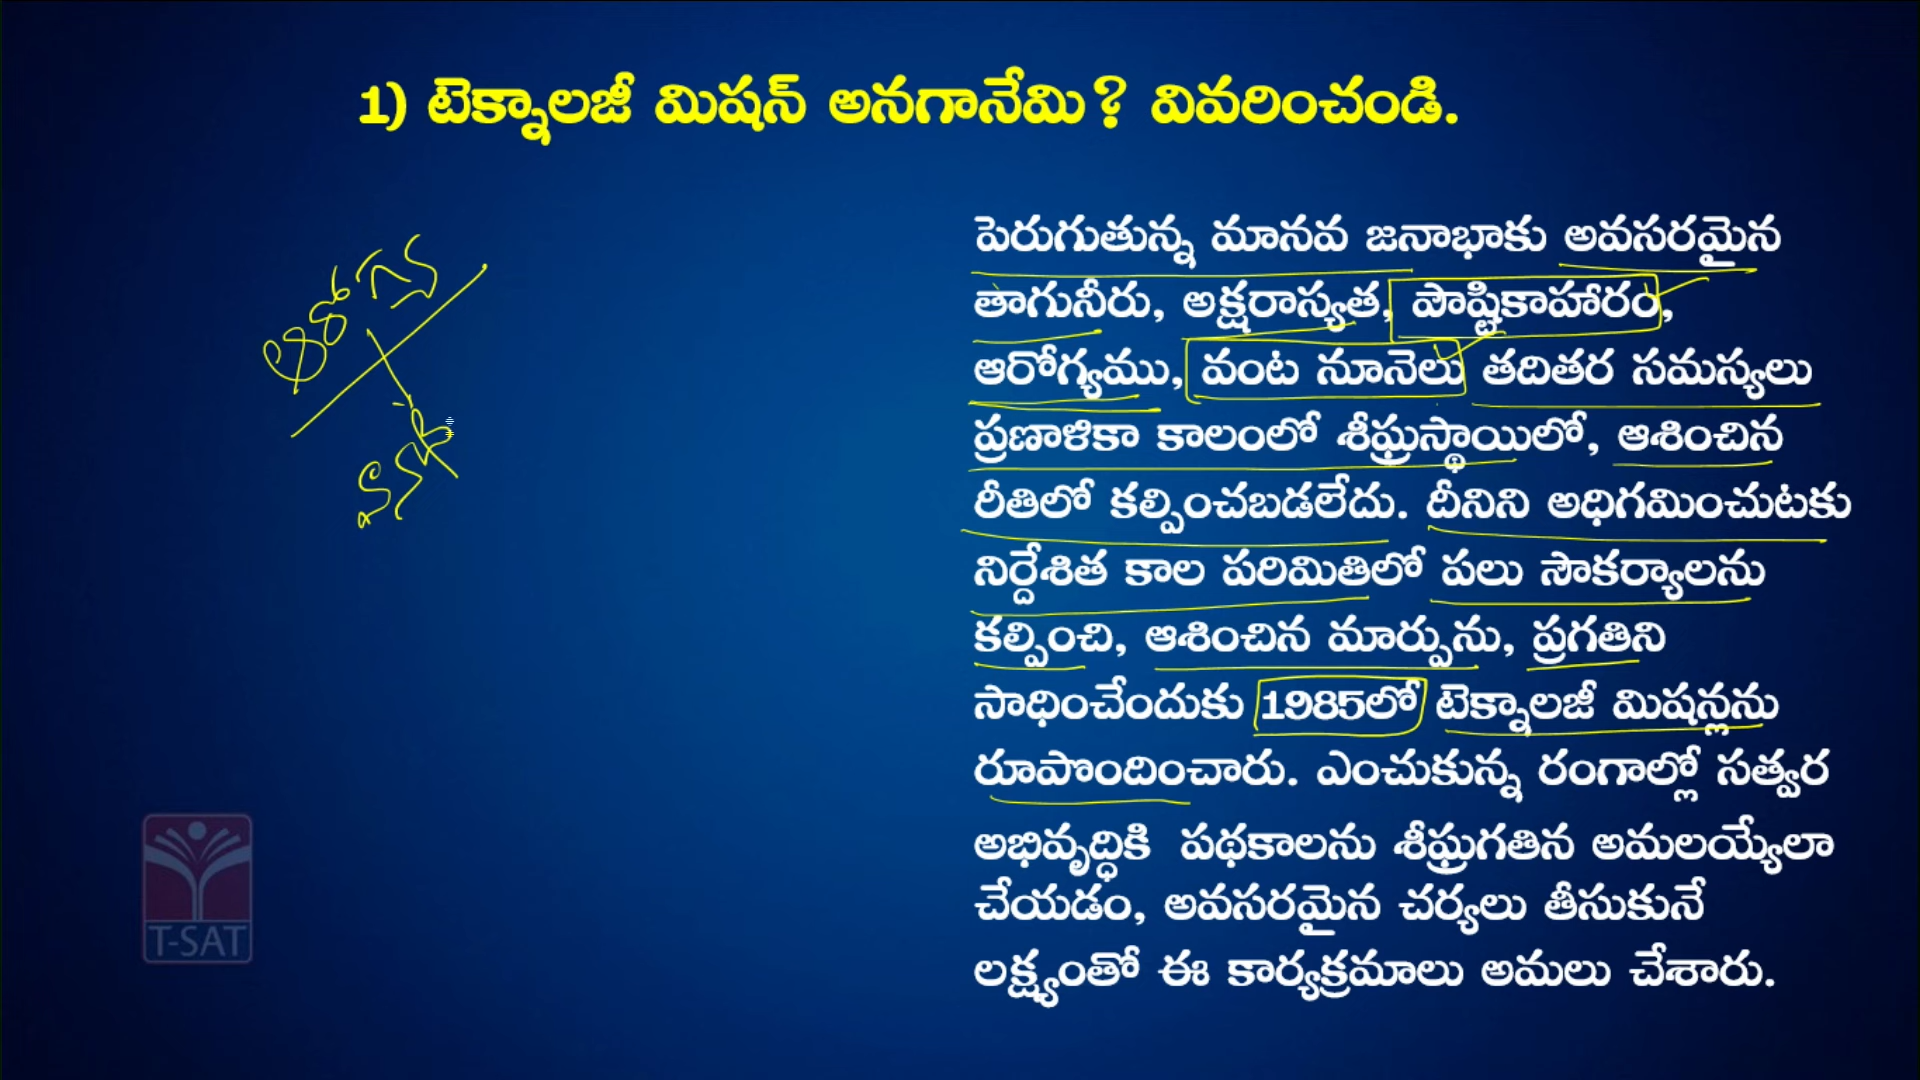 1) టెక్నాలజీ మిషన్ అనగానేమి? వివరించండి.
పెరుగుతున్న మానవ జనాభాకు అవసరమైన
తాగునీరు, అక్షరాస్యత, పౌష్టికాహారం,
ఆరోగ్యము, వంట నూనెలు తదితర సమస్యలు
ప్రణాళికా కాలంలో శీఘ్రస్థాయిలో, ఆశించిన
రీతిలో కల్పించబడలేదు. దీనిని అధిగమించుటకు
నిర్దేశిత కాల పరిమితిలో పలు సౌకర్యాలను
కల్పించి, ఆశించిన మార్పును, ప్రగతిని
సాధించేందుకు 1985లో టెక్నాలజీ మిషన్లను
రూపొందించారు. ఎంచుకున్న రంగాల్లో సత్వర
అభివృద్ధికి పథకాలను శీఘ్రగతిన అమలయ్యేలా
చేయడం, అవసరమైన చర్యలు తీసుకునే
లక్ష్యంతో ఈ కార్యక్రమాలు అమలు చేశారు.
T-SAT